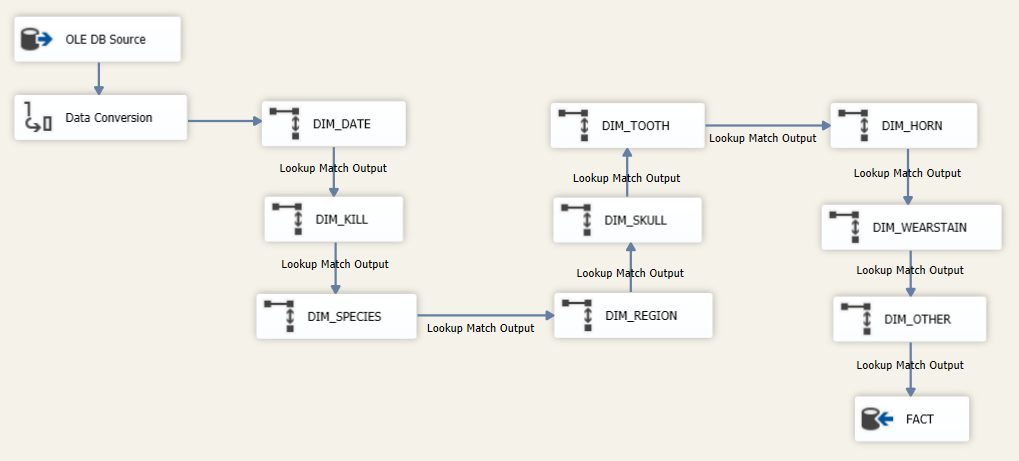 OLE DB Source
Data Conversion
DIM_DATE
Lookup Match Output
DIM_KILL
Lookup Match Output
DIM_SPECIES
Lookup Match Output
DIM_REGION
Lookup Match Output
DIM_SKULL
Lookup Match Output
DIM_TOOTH
Lookup Match Output
DIM_HORN
Lookup Match Output
DIM_WEARSTAIN
Lookup Match Output
DIM_OTHER
Lookup Match Output
FACT